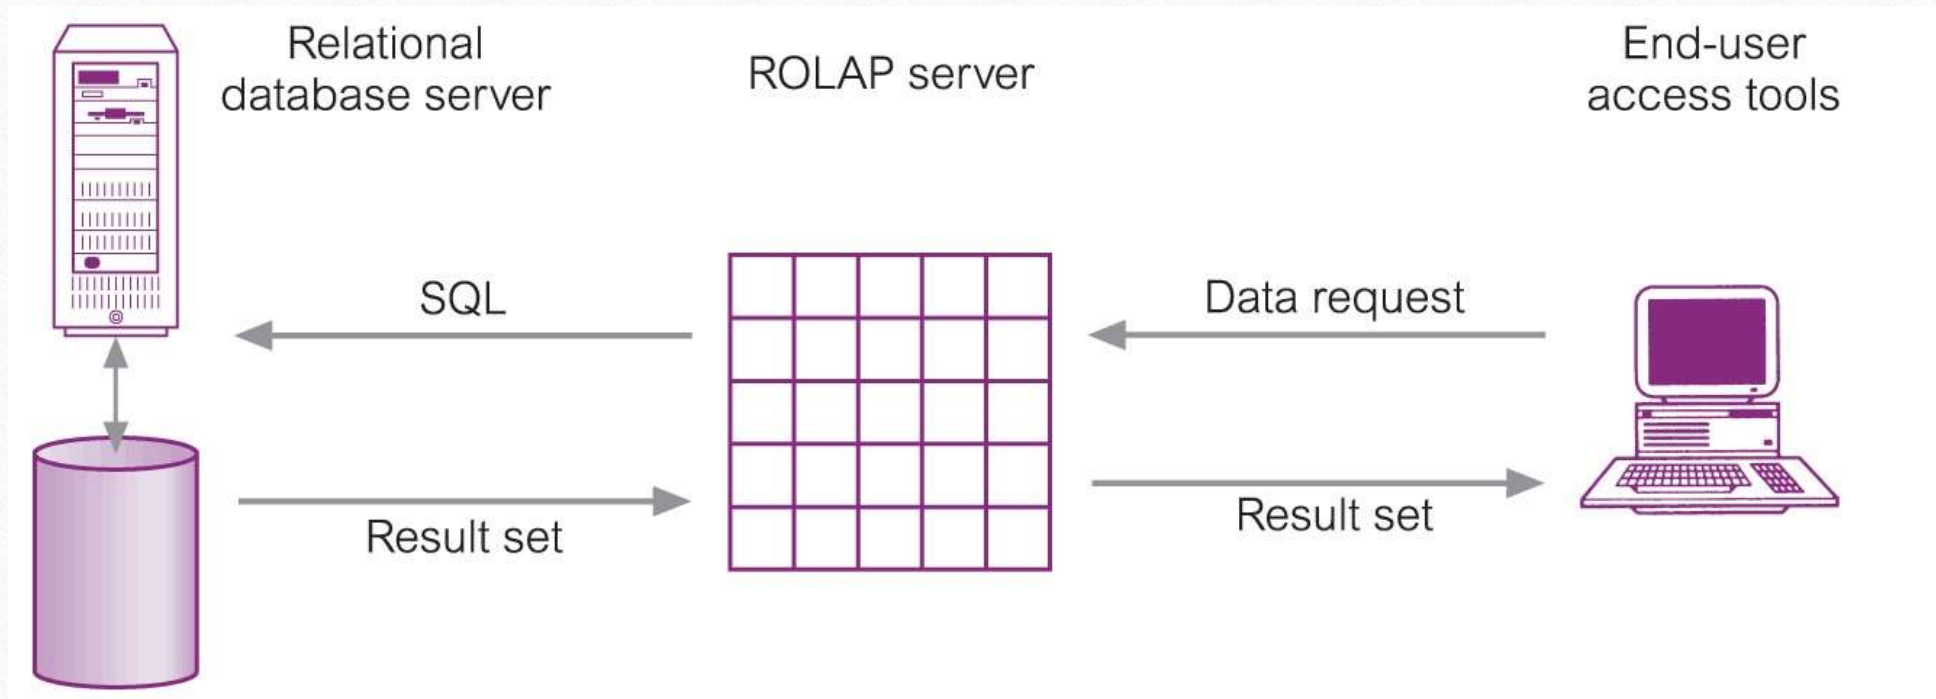 Relational
database server
ROLAP server
End-user
access tools
SQL
Data request
Result set
Result set